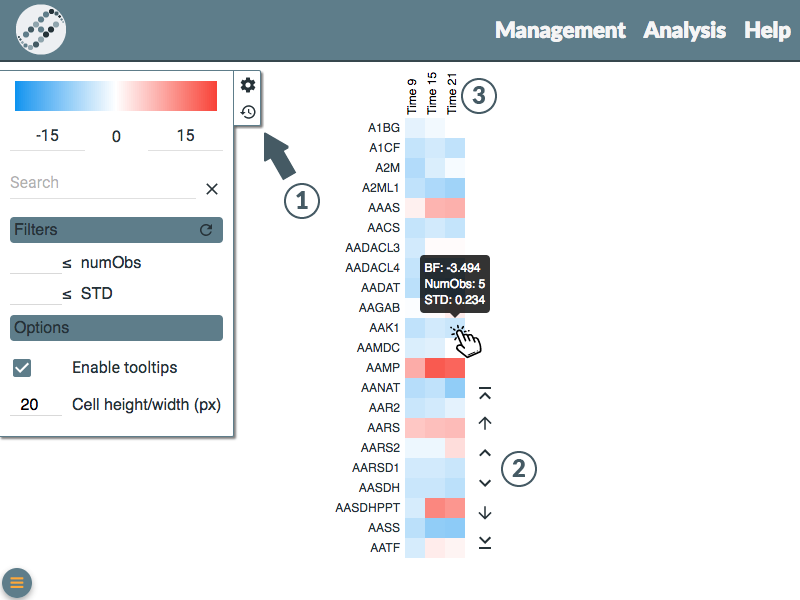 Management Analysis Help
-15 0 15
Search
Filters
≤ numObs
≤ STD
Options
Enable tooltips
20 Cell height/width (px)
1
Time 9
Time 15
Time 21
3
A1BG
A1CF
A2M
A2ML1
AAAS
AACS
AADACL3
AADACL4
AADAT
AAGAB
AAK1
AAMDC
AAMP
AANAT
AAR2
AARS
AARS2
AARSD1
AASDH
AASDHPPT
AASS
AATF
BF: -3.494
NumObs: 5
STD: 0.234
2